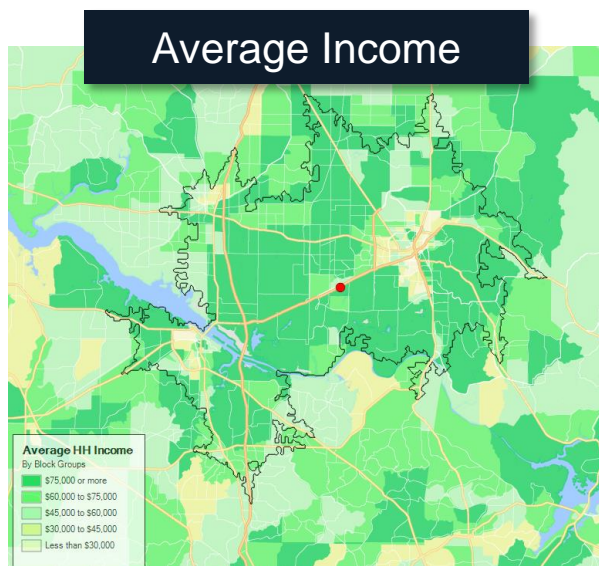 Average Income
Average HH Income
By Block Groups
$75,000 or more
$60,000 to $75,000
$45,000 to $60,000
$30,000 to $45,000
Less than $30,000